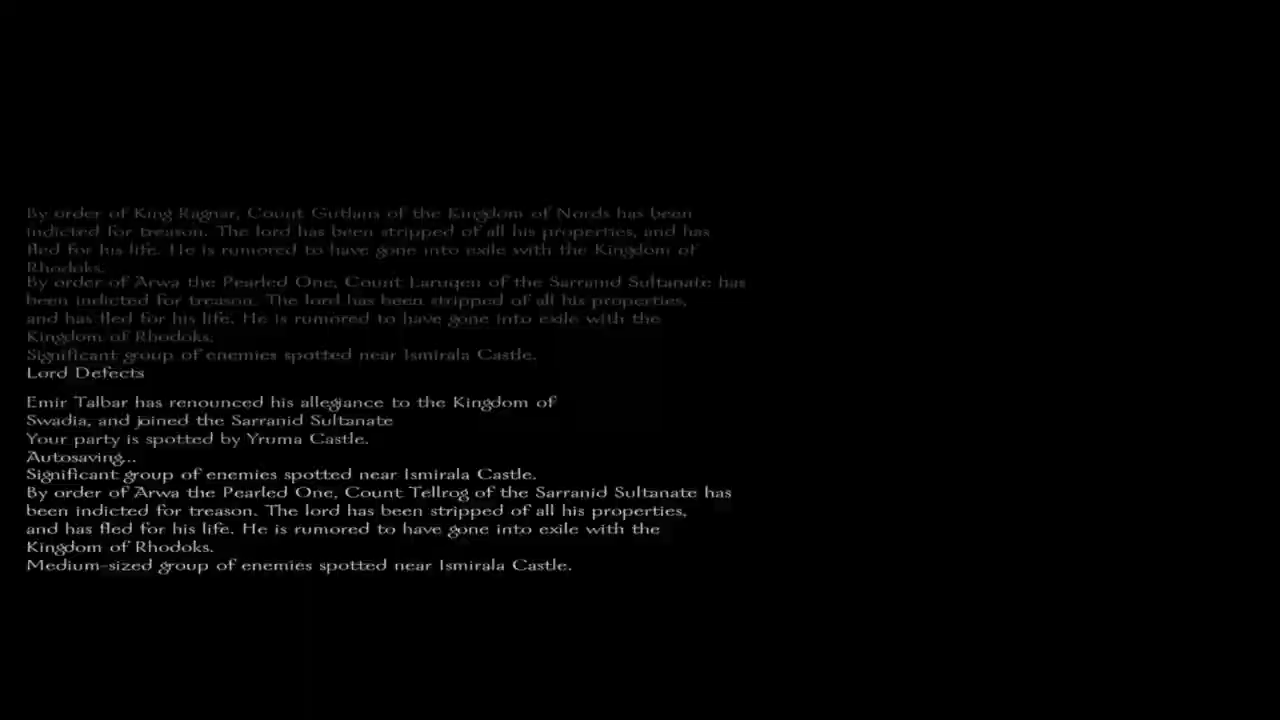 By order of King Ragnar, Count Gutlans of the Kingdom of Nords has been
indicted for treason. The lord has been stripped of all his properties, and has
fled for his life. He is rumored to have gone into exile with the Kingdom of
Rhodoks.
By order of Arwa the Pearled One, Count Laruqen of the Sarranid Sultanate has
been indicted for treason. The lord has been stripped of all his properties,
and has fled for his life. He is rumored to have gone into exile with the
Kingdom of Rhodoks.
Significant group of enemies spotted near Ismirala Castle.
Lord Defects
Emir Talbar has renounced his allegiance to the Kingdom of
Swadia, and joined the Sarranid Sultanate
Your party is spotted by Yruma Castle.
Autosaving...
Significant group of enemies spotted near Ismirala Castle.
By order of Arwa the Pearled One, Count Tellrog of the Sarranid Sultanate has
been indicted for treason. The lord has been stripped of all his properties,
and has fled for his life. He is rumored to have gone into exile with the
Kingdom of Rhodoks.
Medium-sized group of enemies spotted near Ismirala Castle.